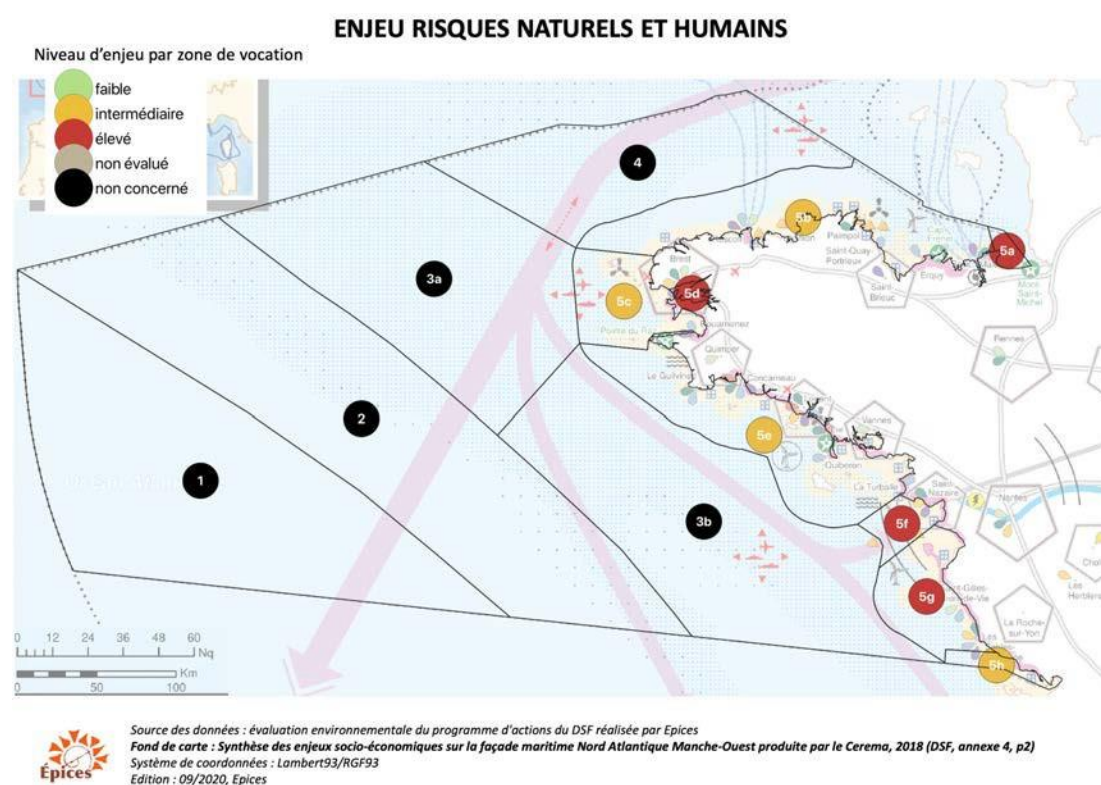 ENJEU RISQUES NATURELS ET HUMAINS
Niveau d'enjeu par zone de vocation
faible
intermédiaire
élevé
non évalué
non concerné
4
5b
Paimpol
5a
Saint-Quay-
Portrieux
Erquy
Mont-
Saint-
Michel
Saint-
Brieuc
3a
Brest
5c
5d
Rennes
Pointe du
Douarnenez
Quimper
Le Guilvinec
Concarneau
2
5e
Vannes
Quiberon
1
La Turballe
Saint-
Nazaire
Nantes
3b
5f
5g
Saint-Gilles-
Croix-de-Vie
Les
Herbiers
La Roche-
sur-Yon
Les
5h
0 12 24 36 48 60
Nq
Km
0 50 100
Épices
Source des données : évaluation environnementale du programme d'actions du DSF réalisée par Epices
Fond de carte : Synthèse des enjeux socio-économiques sur la façade maritime Nord Atlantique Manche-Ouest produite par le Cerema, 2018 (DSF, annexe 4, p2)
Système de coordonnées : Lambert93/RGF93
Edition : 09/2020, Epices